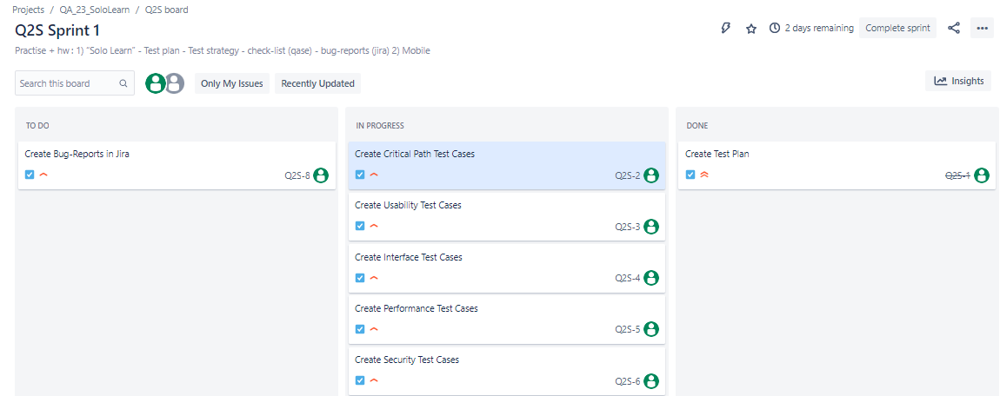 Projects / QA_23_SoloLearn / Q2S board
Q2S Sprint 1
2 days remaining
Complete sprint
Practise + hw : 1) "Solo Learn" - Test plan - Test strategy - check-list (qase) - bug-reports (jira) 2) Mobile
Search this board
Only My Issues
Recently Updated
Insights
TO DO
Create Bug-Reports in Jira
Q2S-8
IN PROGRESS
Create Critical Path Test Cases
Q2S-2
Create Usability Test Cases
Q2S-3
Create Interface Test Cases
Q2S-4
Create Performance Test Cases
Q2S-5
Create Security Test Cases
Q2S-6
DONE
Create Test Plan
Q2S-1